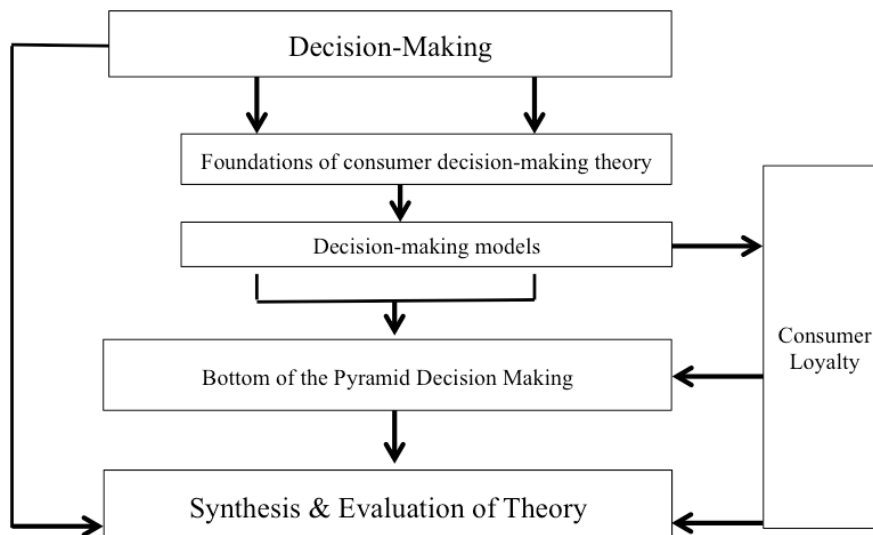 Decision-Making
Foundations of consumer decision-making theory
Decision-making models
Consumer
Loyalty
Bottom of the Pyramid Decision Making
Synthesis & Evaluation of Theory